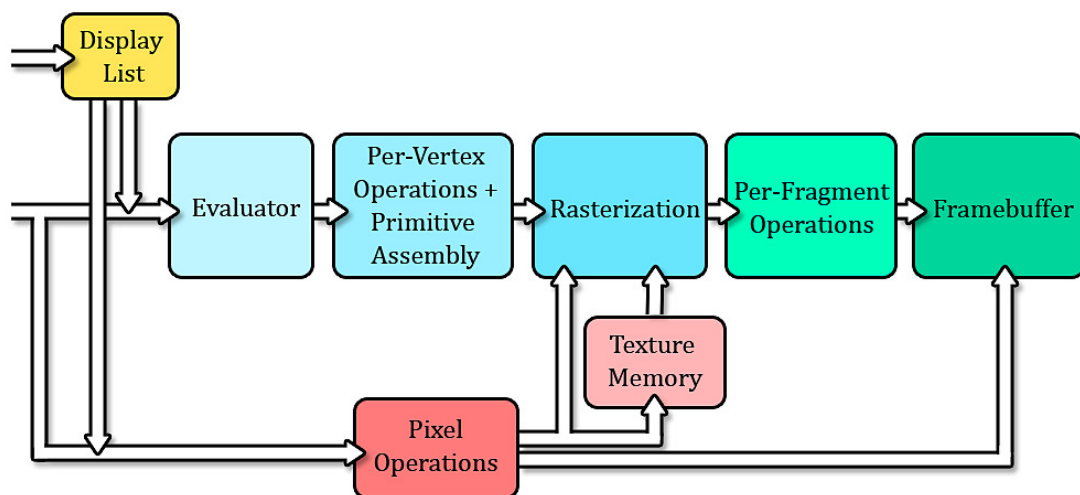 Display
List
Evaluator
Per-Vertex
Operations +
Primitive
Assembly
Rasterization
Per-Fragment
Operations
Framebuffer
Texture
Memory
Pixel
Operations